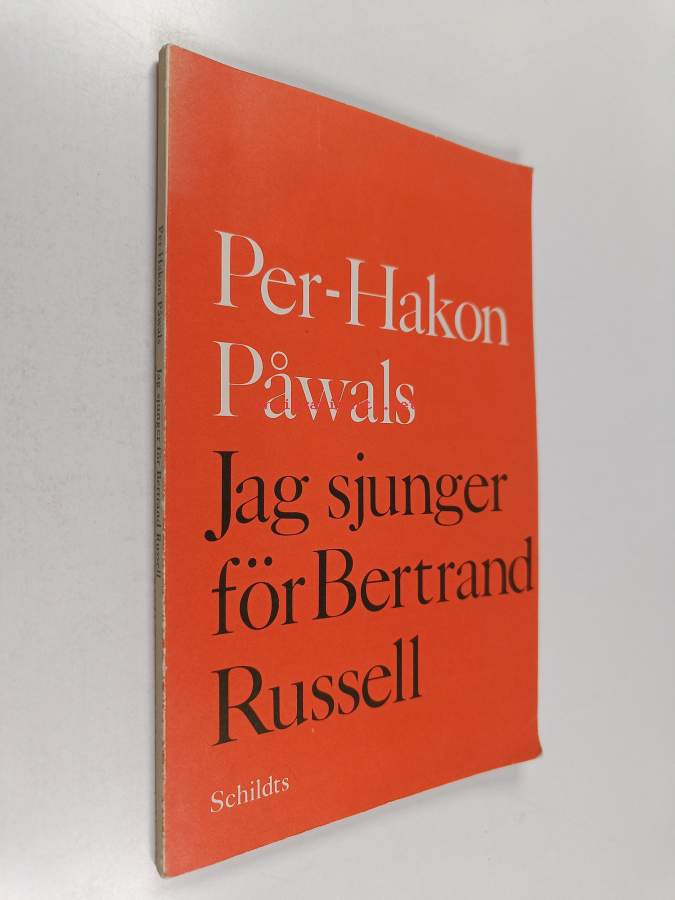 Per-Hakon
Påwals
Jag sjunger
för Bertrand
Russell
Schildts
Per-Hakon Påwals Jag sjunger för Bertrand Russell